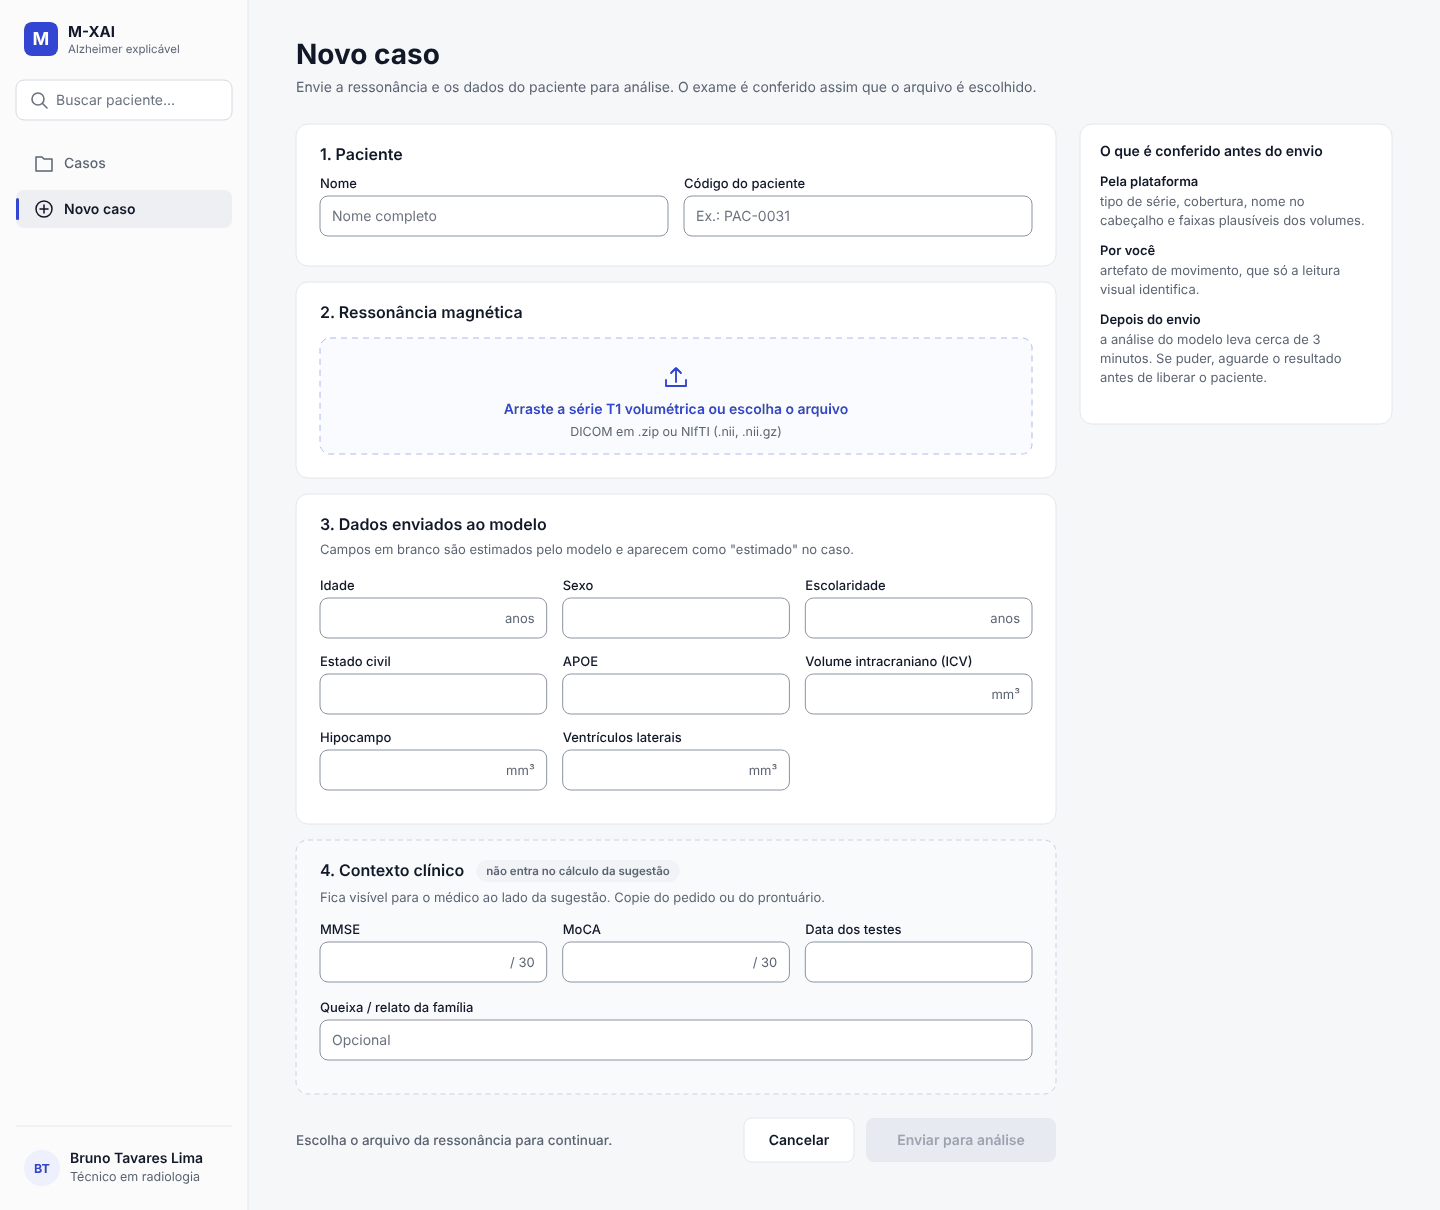 M
M-XAI
Alzheimer explicável
Buscar paciente...
Casos
Novo caso
Novo caso
Envie a ressonância e os dados do paciente para análise. O exame é conferido assim que o arquivo é escolhido.
1. Paciente
Nome
Código do paciente
Nome completo
Ex.: PAC-0031
2. Ressonância magnética
Arraste a série T1 volumétrica ou escolha o arquivo
DICOM em .zip ou NIfTI (.nii, .nii.gz)
3. Dados enviados ao modelo
Campos em branco são estimados pelo modelo e aparecem como "estimado" no caso.
Idade
Sexo
Escolaridade
anos
anos
Estado civil
APOE
Volume intracraniano (ICV)
mm³
Hipocampo
Ventrículos laterais
mm³
mm³
4. Contexto clínico
não entra no cálculo da sugestão
Fica visível para o médico ao lado da sugestão. Copie do pedido ou do prontuário.
MMSE
MoCA
Data dos testes
/ 30
/ 30
Queixa / relato da família
Opcional
Escolha o arquivo da ressonância para continuar.
Cancelar
Enviar para análise
O que é conferido antes do envio
Pela plataforma
tipo de série, cobertura, nome no
cabeçalho e faixas plausíveis dos volumes.
Por você
artefato de movimento, que só a leitura
visual identifica.
Depois do envio
a análise do modelo leva cerca de 3
minutos. Se puder, aguarde o resultado
antes de liberar o paciente.
BT
Bruno Tavares Lima
Técnico em radiologia